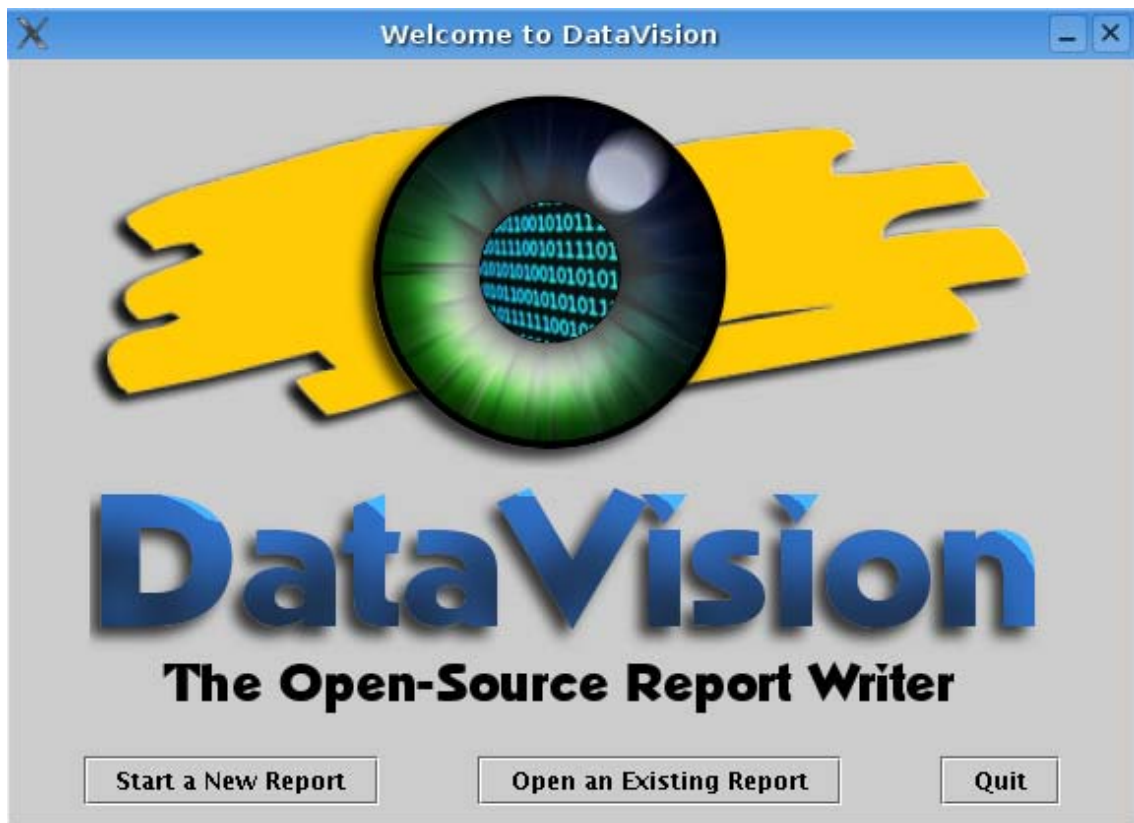 Welcome to DataVision
DataVision
The Open-Source Report Writer
Start a New Report
Open an Existing Report
Quit